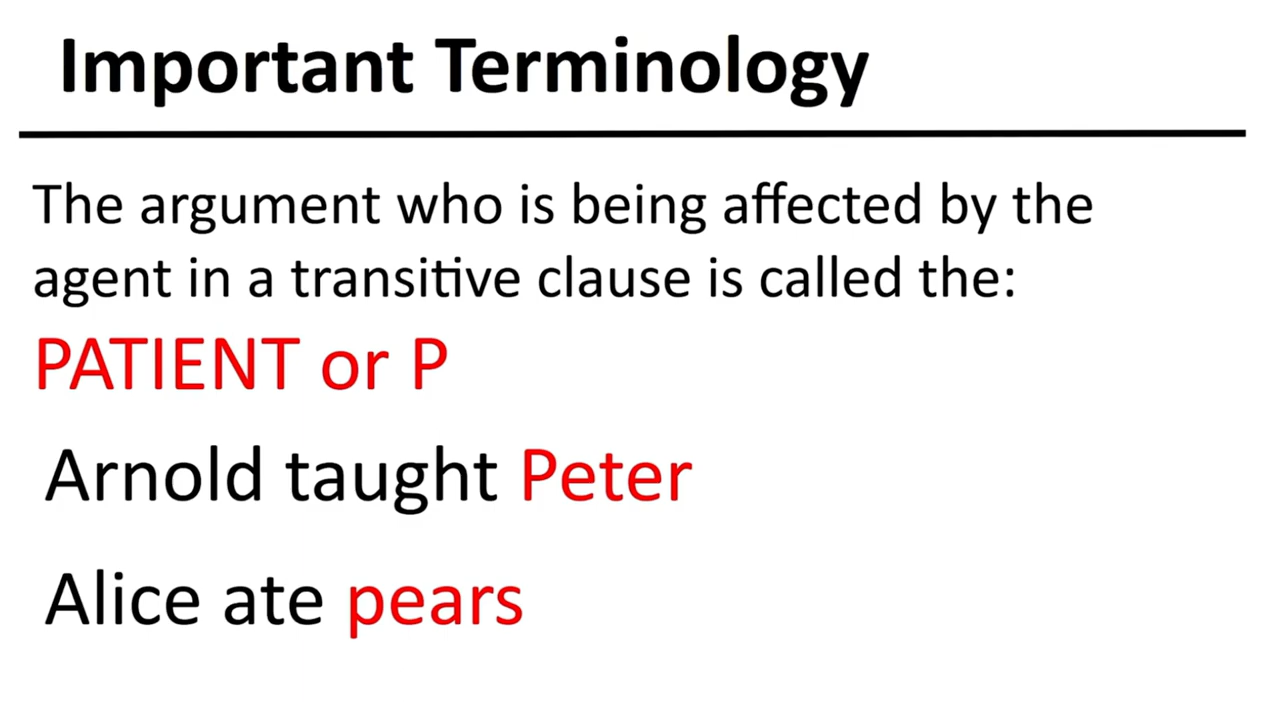 Important Terminology
The argument who is being affected by the
agent in a transitive clause is called the:
PATIENT or P
Arnold taught Peter
Alice ate pears